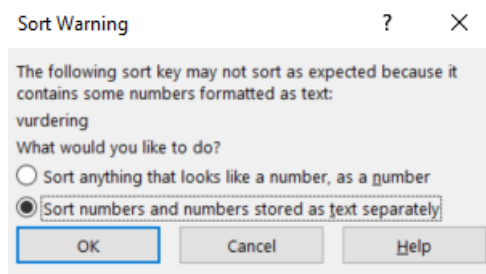 Sort Warning ? ×
The following sort key may not sort as expected because it
contains some numbers formatted as text:
vurdering
What would you like to do?
Sort anything that looks like a number, as a number
Sort numbers and numbers stored as text separately
OK Cancel Help